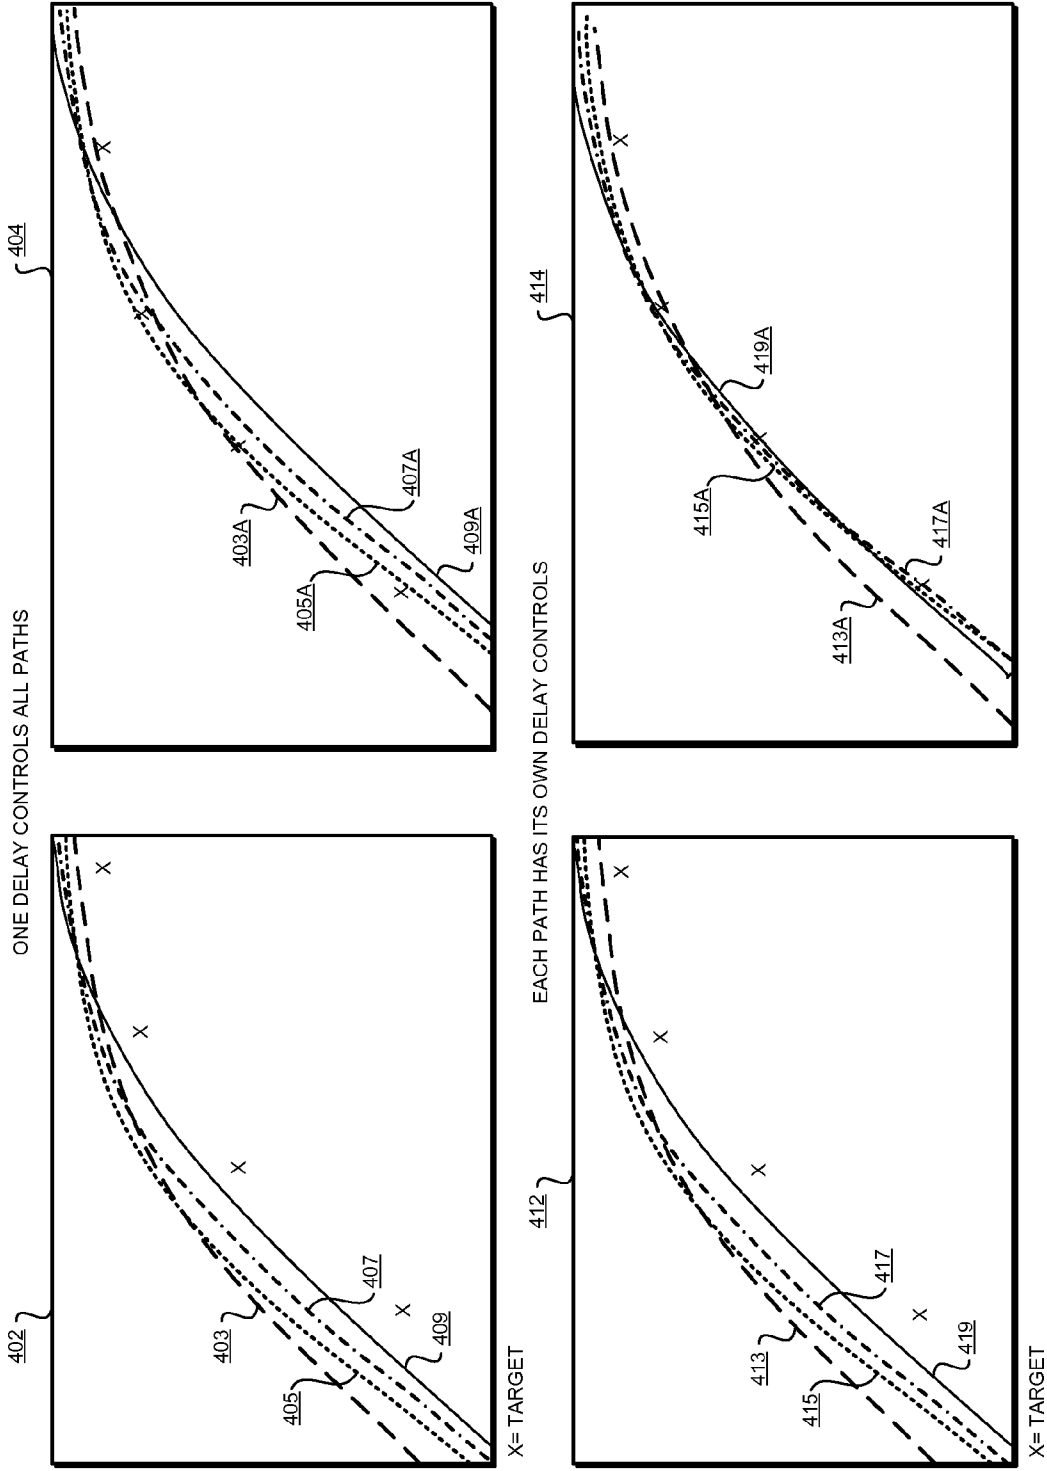 ONE DELAY CONTROLS ALL PATHS
402
403
405
407
409
X
X
X
X
X= TARGET
404
403A
405A
407A
409A
X
X
X
X
EACH PATH HAS ITS OWN DELAY CONTROLS
412
413
415
417
419
X
X
X
X
X= TARGET
414
413A
415A
417A
419A
X
X
X
X